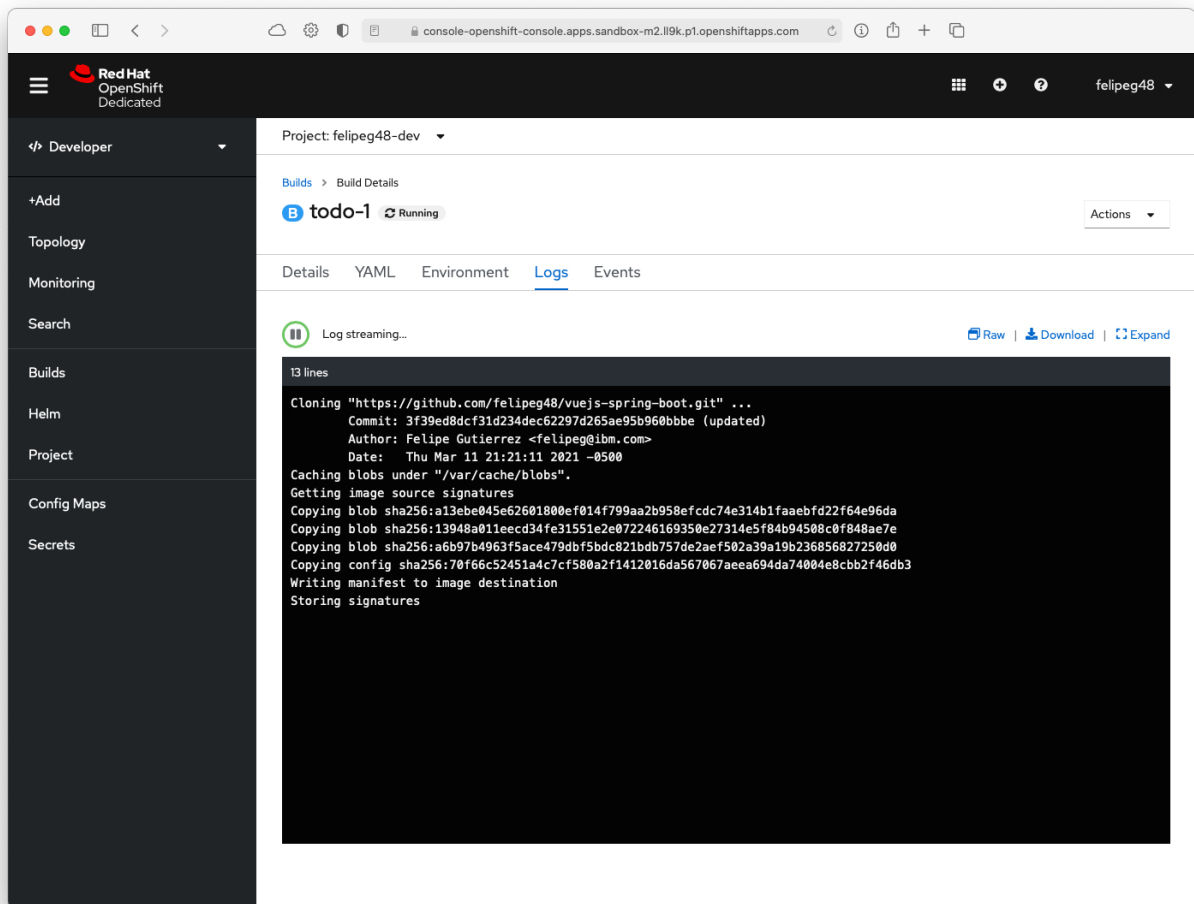 console-openshift-console.apps.sandbox-m2.ll9k.p1.openshiftapps.com
Red Hat
OpenShift
Dedicated
felipeg48
Developer
Project: felipeg48-dev
+Add
Topology
Monitoring
Search
Builds
Helm
Project
Config Maps
Secrets
Builds > Build Details
B todo-1 Running
Actions
Details YAML Environment Logs Events
Log streaming...
Raw | Download | Expand
13 lines
Cloning "https://github.com/felipeg48/vuejs-spring-boot.git" ...
Commit: 3f39ed8dcf31d234dec62297d265ae95b960bbbe (updated)
Author: Felipe Gutierrez <felipeg@ibm.com>
Date: Thu Mar 11 21:21:11 2021 -0500
Caching blobs under "/var/cache/blobs".
Getting image source signatures
Copying blob sha256:a13ebe045e62601800ef014f799aa2b958efcdc74e314b1faaebfd22f64e96da
Copying blob sha256:13948a011eecd34fe31551e2e072246169350e27314e5f84b94508c0f848ae7e
Copying blob sha256:a6b97b4963f5ace479dbf5bdc821bdb757de2aef502a39a19b236856827250d0
Copying config sha256:70f66c52451a4c7cf580a2f1412016da567067aeea694da74004e8cbb2f46db3
Writing manifest to image destination
Storing signatures